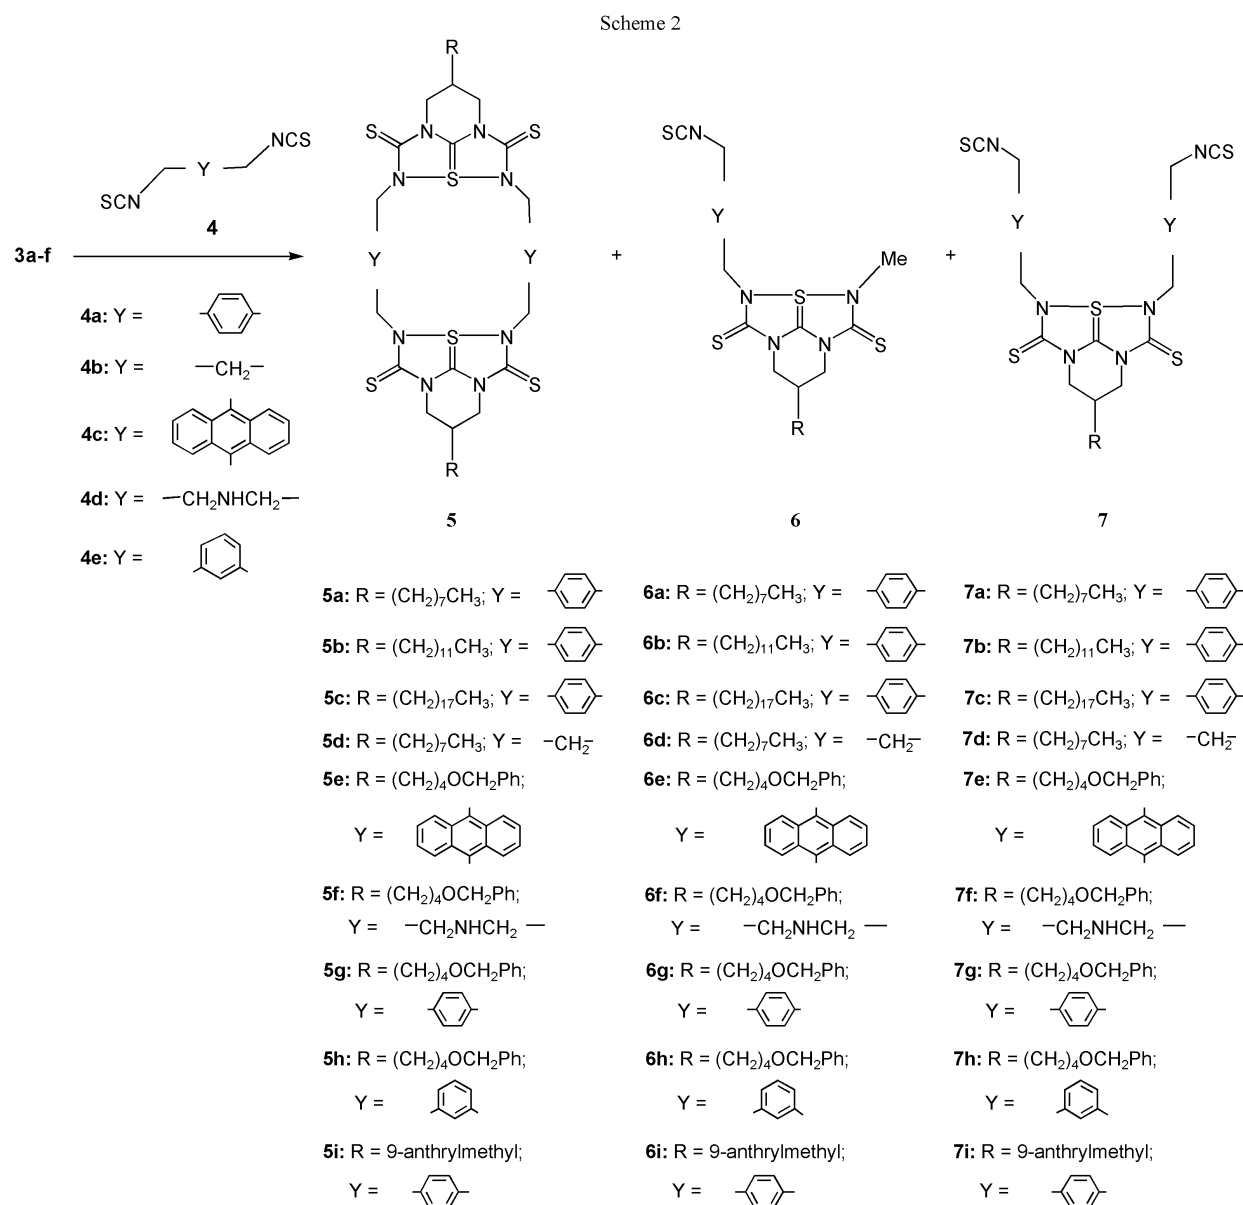 Scheme 2
R
S
N
N
S
N
S
N
Y
Y
N
S
N
S
N
N
S
R
5
NCS
Y
SCN
4
3a-f
4a: Y =
4b: Y = —CH₂—
4c: Y =
4d: Y = —CH₂NHCH₂—
4e: Y =
+
SCN
Y
Me
N
S
N
S
N
N
S
R
6
+
SCN
NCS
Y
Y
N
S
N
S
N
N
S
R
7
5a: R = (CH₂)₇CH₃; Y =
5b: R = (CH₂)₁₁CH₃; Y =
5c: R = (CH₂)₁₇CH₃; Y =
5d: R = (CH₂)₇CH₃; Y = –CH₂–
5e: R = (CH₂)₄OCH₂Ph;
Y =
5f: R = (CH₂)₄OCH₂Ph;
Y = –CH₂NHCH₂ —
5g: R = (CH₂)₄OCH₂Ph;
Y =
5h: R = (CH₂)₄OCH₂Ph;
Y =
5i: R = 9-anthrylmethyl;
Y =
6a: R = (CH₂)₇CH₃; Y =
6b: R = (CH₂)₁₁CH₃; Y =
6c: R = (CH₂)₁₇CH₃; Y =
6d: R = (CH₂)₇CH₃; Y = –CH₂–
6e: R = (CH₂)₄OCH₂Ph;
Y =
6f: R = (CH₂)₄OCH₂Ph;
Y = –CH₂NHCH₂ —
6g: R = (CH₂)₄OCH₂Ph;
Y =
6h: R = (CH₂)₄OCH₂Ph;
Y =
6i: R = 9-anthrylmethyl;
Y =
7a: R = (CH₂)₇CH₃; Y =
7b: R = (CH₂)₁₁CH₃; Y =
7c: R = (CH₂)₁₇CH₃; Y =
7d: R = (CH₂)₇CH₃; Y = –CH₂–
7e: R = (CH₂)₄OCH₂Ph;
Y =
7f: R = (CH₂)₄OCH₂Ph;
Y = –CH₂NHCH₂ —
7g: R = (CH₂)₄OCH₂Ph;
Y =
7h: R = (CH₂)₄OCH₂Ph;
Y =
7i: R = 9-anthrylmethyl;
Y =